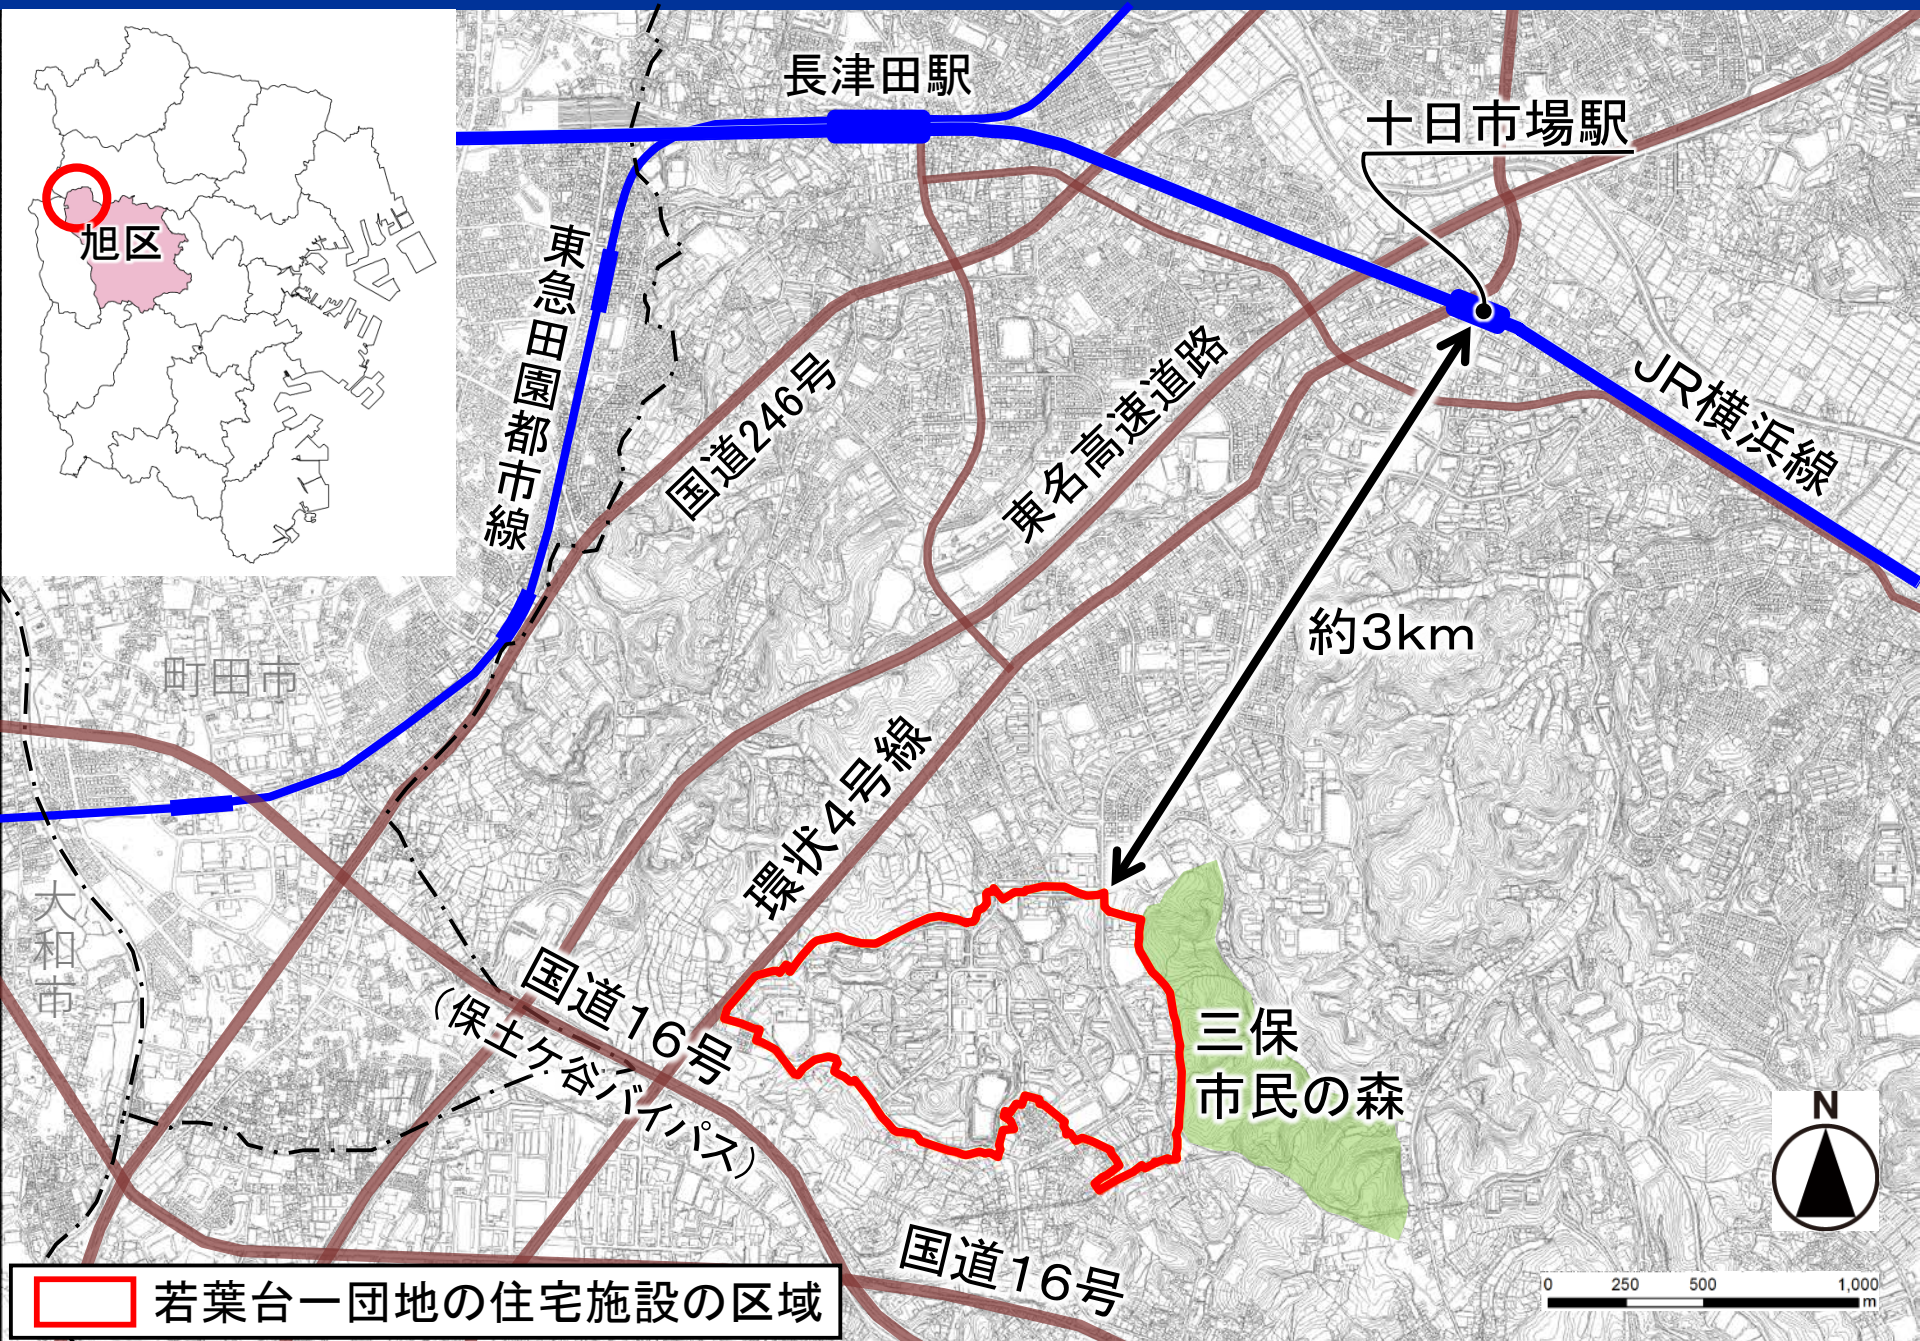 長津田駅
十日市場駅
旭区
東急田園都市線
国道246号
東名高速道路
JR横浜線
約3km
町田市
環状4号線
大和市
国道16号
（保土ケ谷バイパス）
三保
市民の森
N
国道16号
0 250 500 1,000
m
若葉台一団地の住宅施設の区域